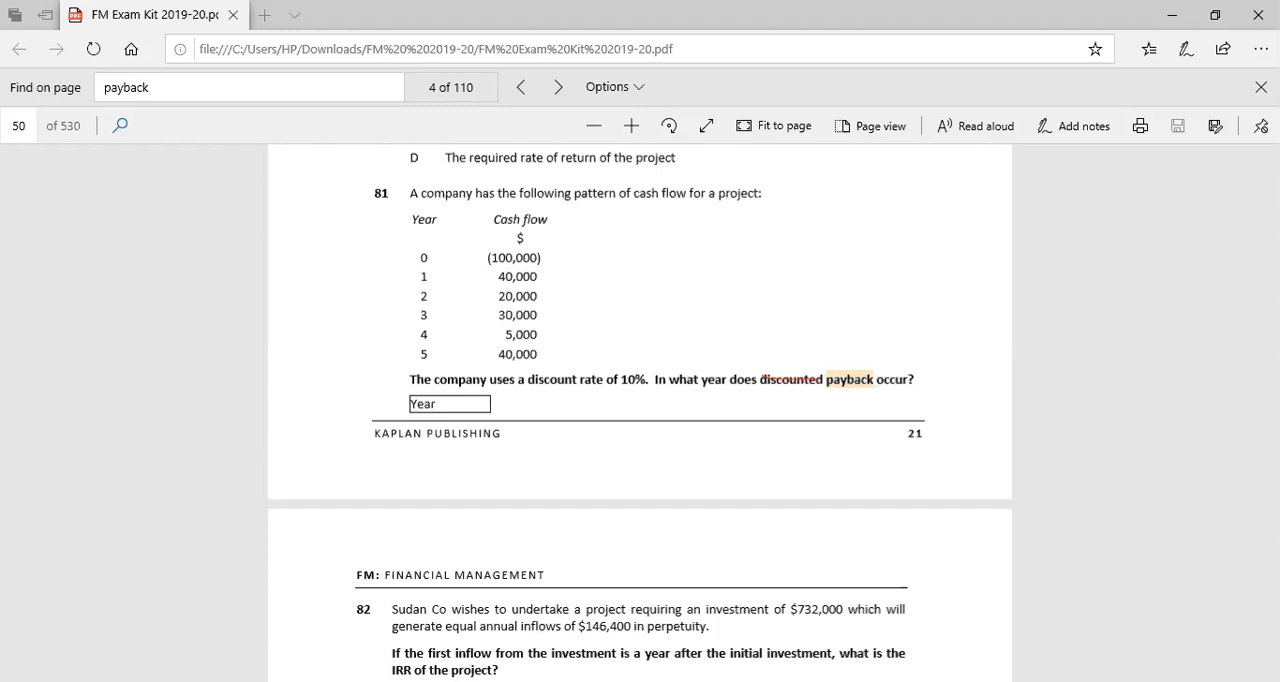 FM Exam Kit 2019-20.pd
file:///C:/Users/HP/Downloads/FM%20%202019-20/FM%20Exam%20Kit%202019-20.pdf
Find on page payback 4 of 110 Options
50 of 530 Fit to page Page view Read aloud Add notes
D The required rate of return of the project
81 A company has the following pattern of cash flow for a project:
Year Cash flow
$
0 (100,000)
1 40,000
2 20,000
3 30,000
4 5,000
5 40,000
The company uses a discount rate of 10%. In what year does discounted payback occur?
Year
KAPLAN PUBLISHING 21
FM: FINANCIAL MANAGEMENT
82 Sudan Co wishes to undertake a project requiring an investment of $732,000 which will
generate equal annual inflows of $146,400 in perpetuity.
If the first inflow from the investment is a year after the initial investment, what is the
IRR of the project?